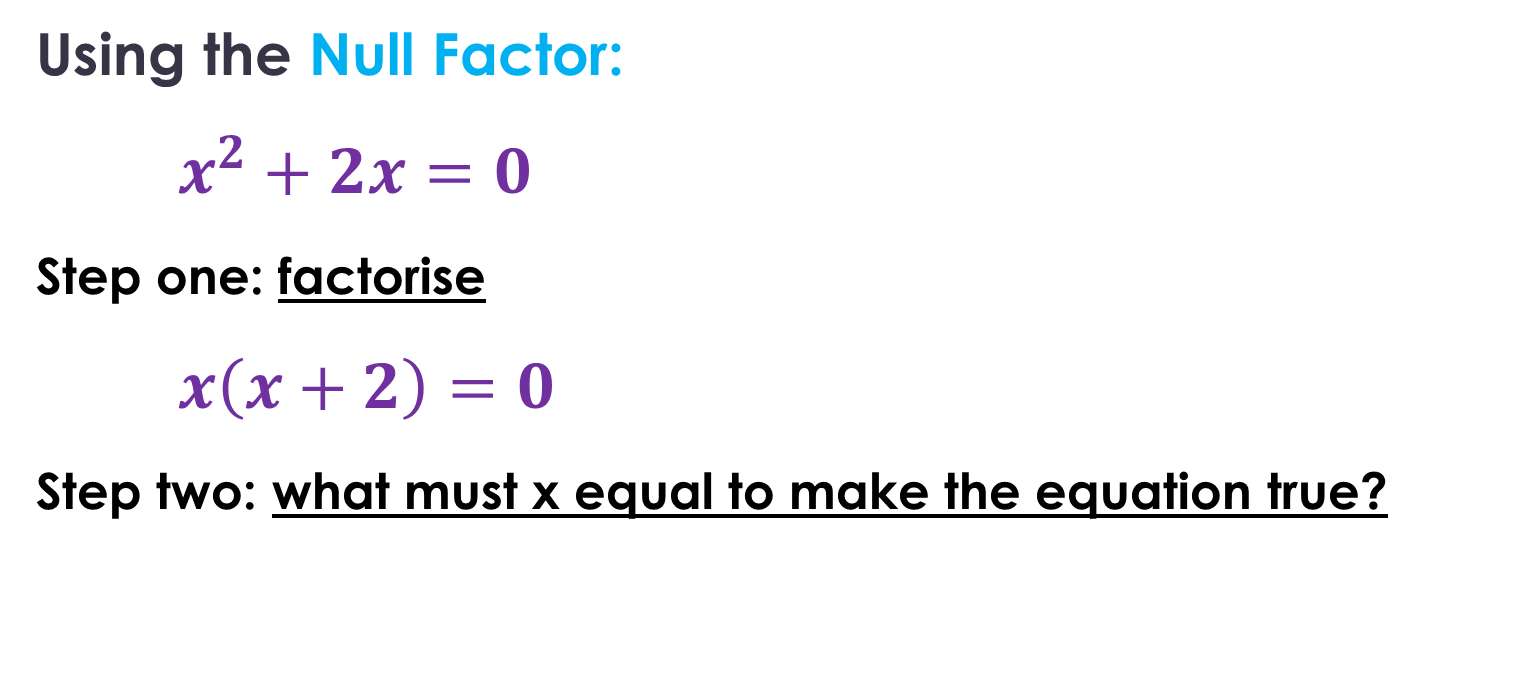 Using the Null Factor:
x² + 2x = 0
Step one: factorise
x(x + 2) = 0
Step two: what must x equal to make the equation true?